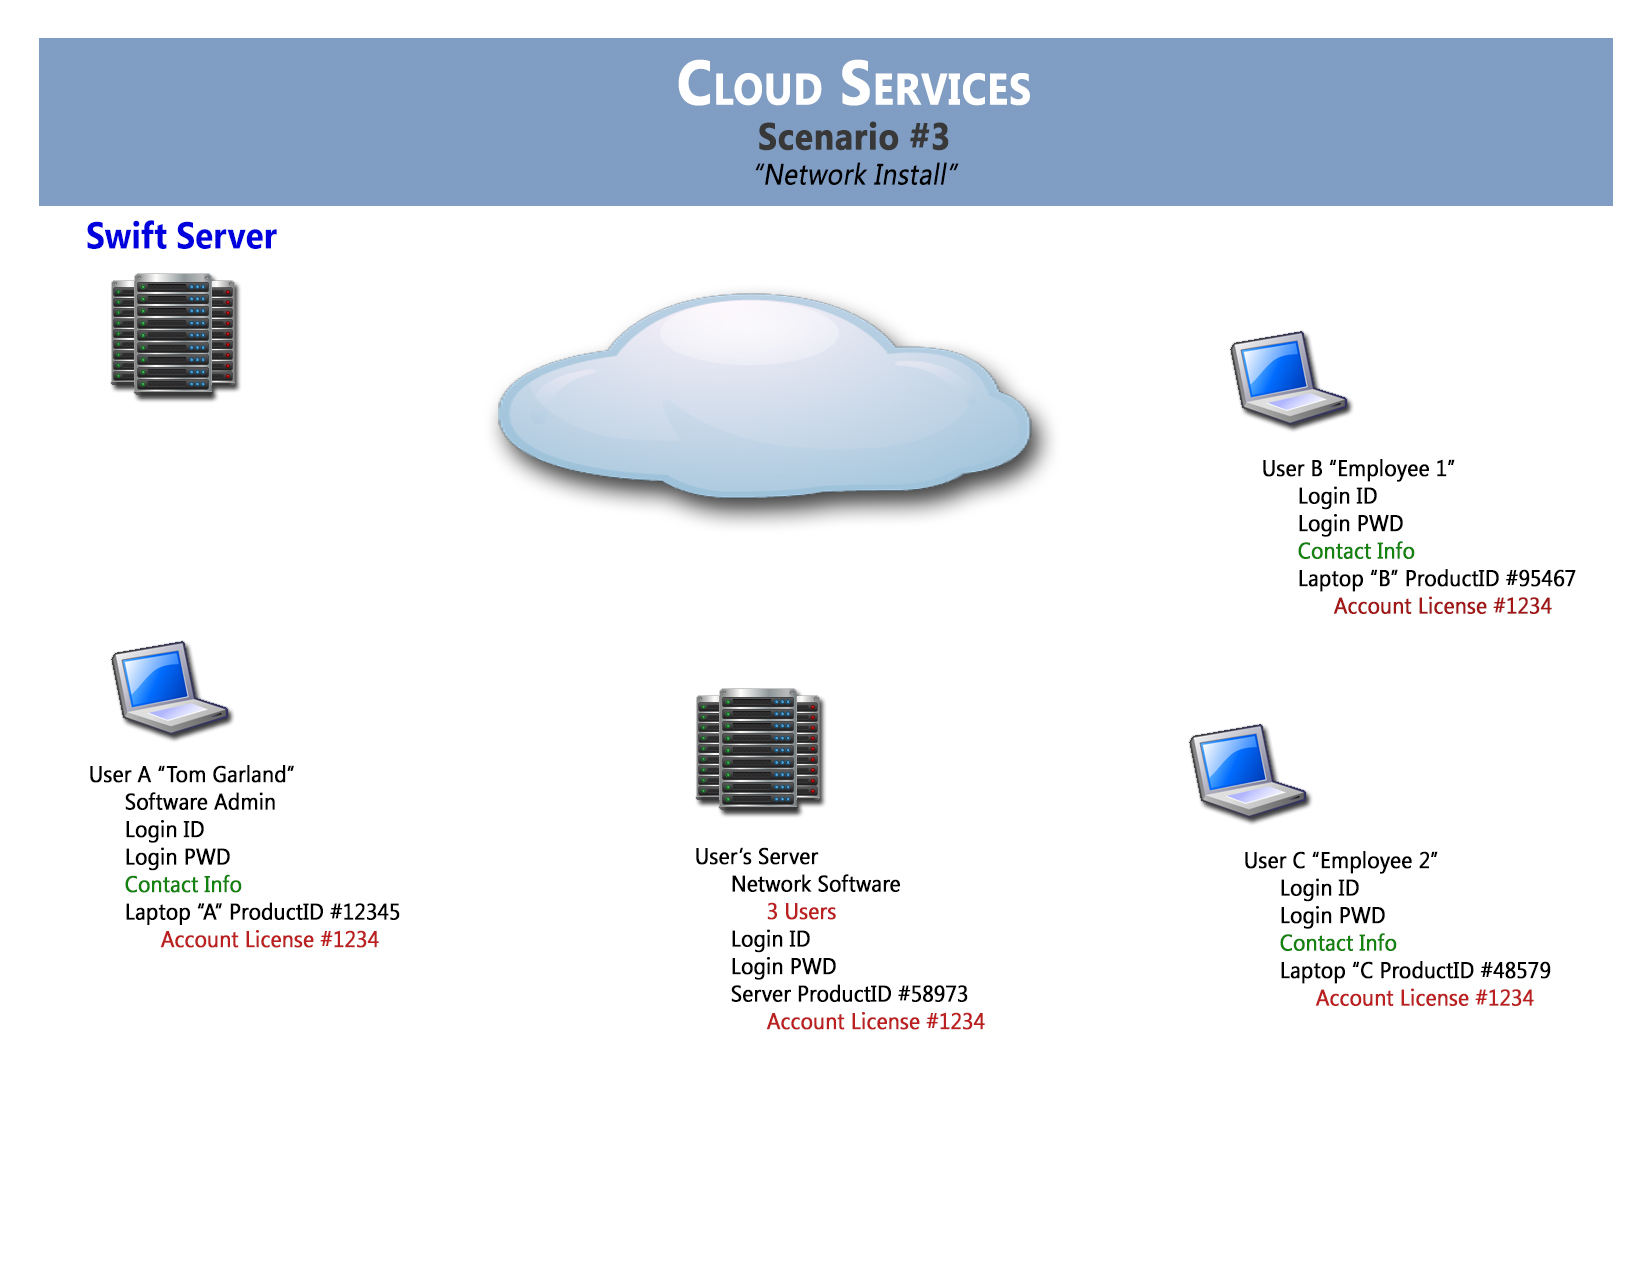 CLOUD SERVICES
Scenario #3
“Network Install”
Swift Server
User B “Employee 1”
Login ID
Login PWD
Contact Info
Laptop “B” ProductID #95467
Account License #1234
User A “Tom Garland”
Software Admin
Login ID
Login PWD
Contact Info
Laptop “A” ProductID #12345
Account License #1234
User’s Server
Network Software
3 Users
Login ID
Login PWD
Server ProductID #58973
Account License #1234
User C “Employee 2”
Login ID
Login PWD
Contact Info
Laptop “C ProductID #48579
Account License #1234